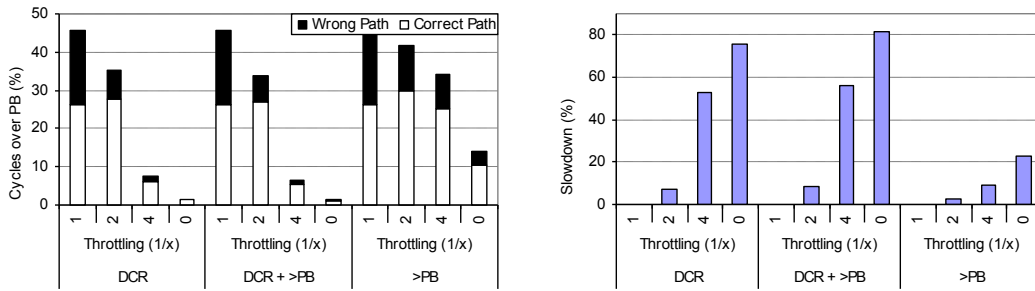 50
40
30
20
10
0
Cycles over PB (%)
Wrong Path Correct Path
1 2 4 0 1 2 4 0 1 2 4 0
Throttling (1/x) Throttling (1/x) Throttling (1/x)
DCR DCR + >PB >PB
80
60
40
20
0
Slowdown (%)
1 2 4 0 1 2 4 0 1 2 4 0
Throttling (1/x) Throttling (1/x) Throttling (1/x)
DCR DCR + >PB >PB